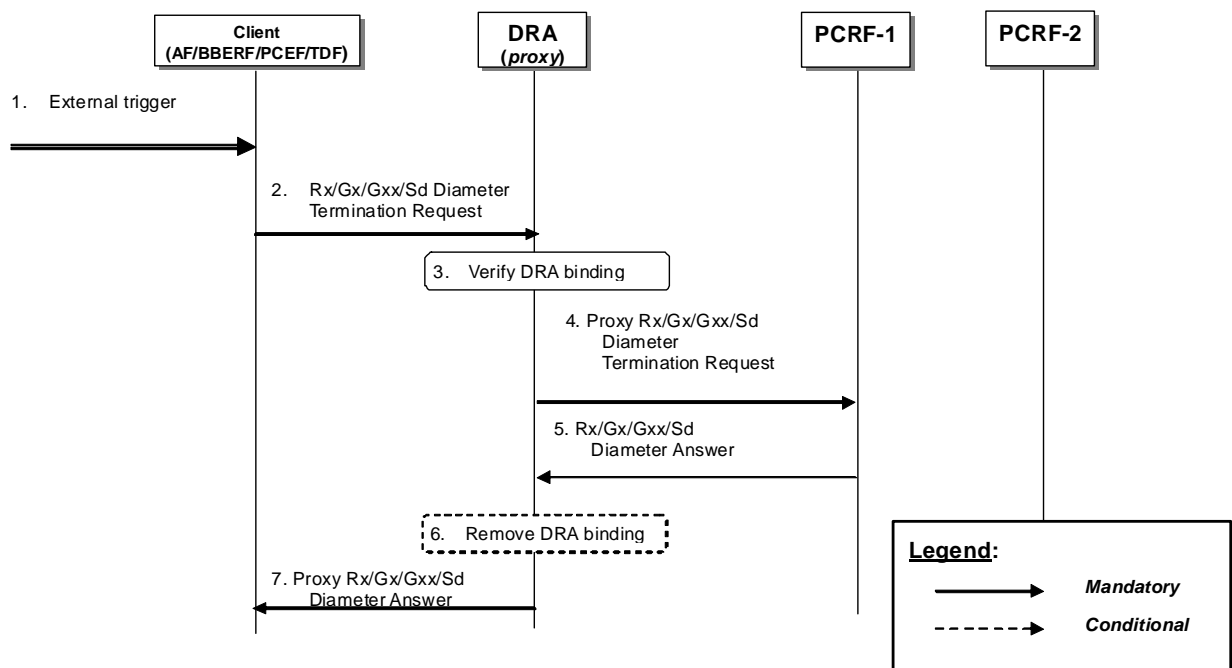 Client
(AF/BBERF/PCEF/TDF)
DRA
(proxy)
PCRF-1
PCRF-2
1. External trigger
2. Rx/Gx/Gxx/Sd Diameter
Termination Request
3. Verify DRA binding
4. Proxy Rx/Gx/Gxx/Sd
Diameter
Termination Request
5. Rx/Gx/Gxx/Sd
Diameter Answer
6. Remove DRA binding
7. Proxy Rx/Gx/Gxx/Sd
Diameter Answer
Legend:
Mandatory
Conditional